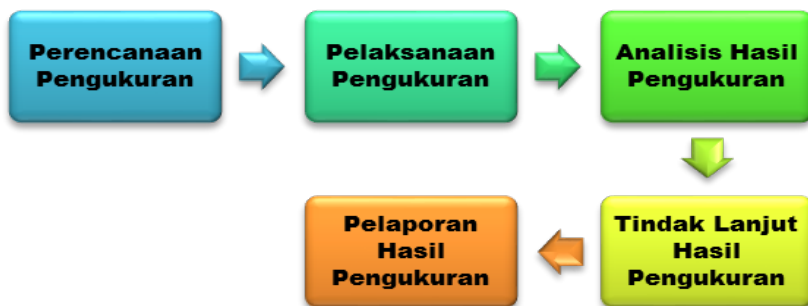 Perencanaan
Pengukuran
Pelaksanaan
Pengukuran
Analisis Hasil
Pengukuran
Tindak Lanjut
Hasil
Pengukuran
Pelaporan
Hasil
Pengukuran